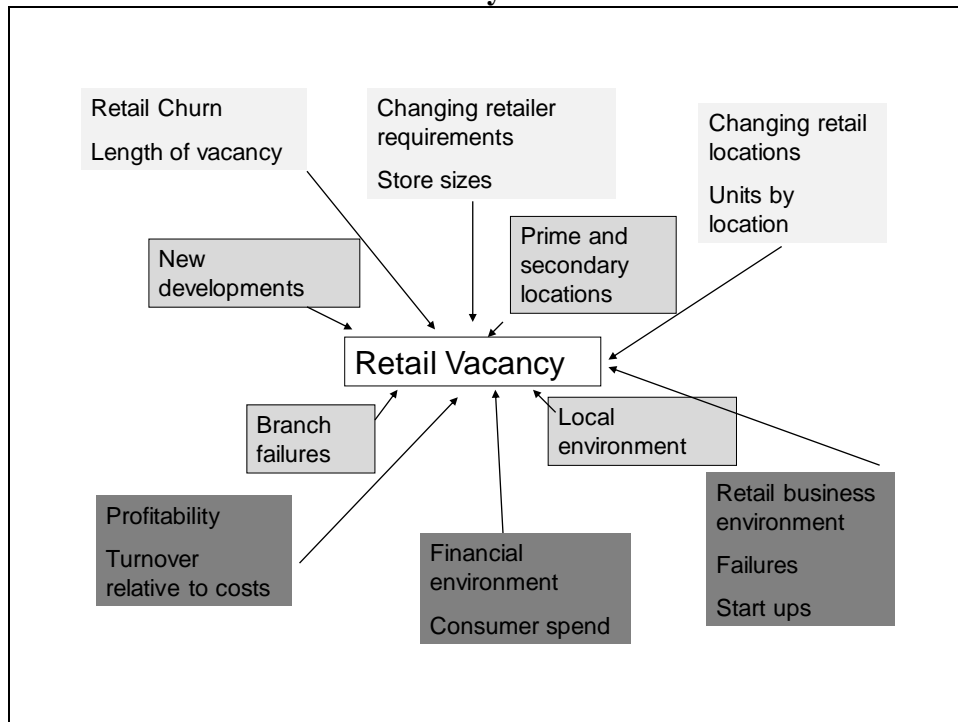 Retail Churn
Length of vacancy
Changing retailer
requirements
Store sizes
Changing retail
locations
Units by
location
New
developments
Prime and
secondary
locations
Retail Vacancy
Branch
failures
Local
environment
Profitability
Turnover
relative to costs
Financial
environment
Consumer spend
Retail business
environment
Failures
Start ups